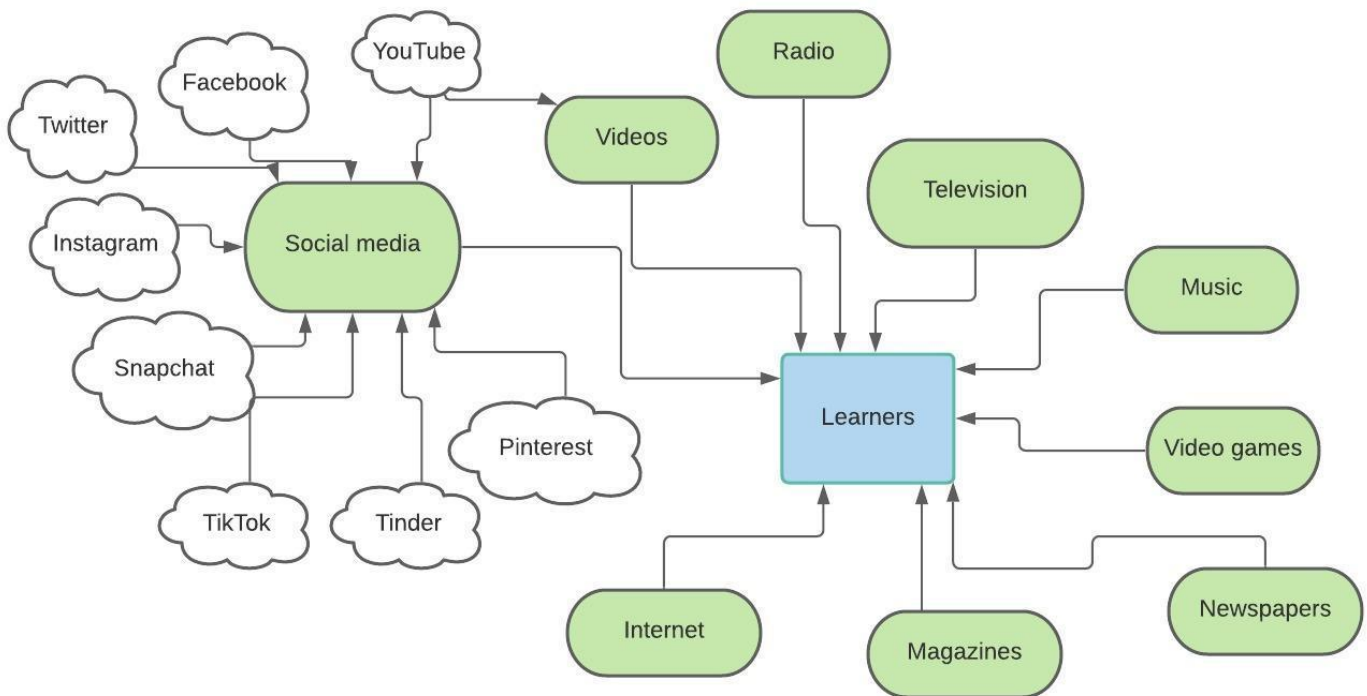 YouTube
Radio
Facebook
Twitter
Videos
Television
Instagram
Social media
Music
Snapchat
Learners
Pinterest
Video games
TikTok
Tinder
Internet
Magazines
Newspapers